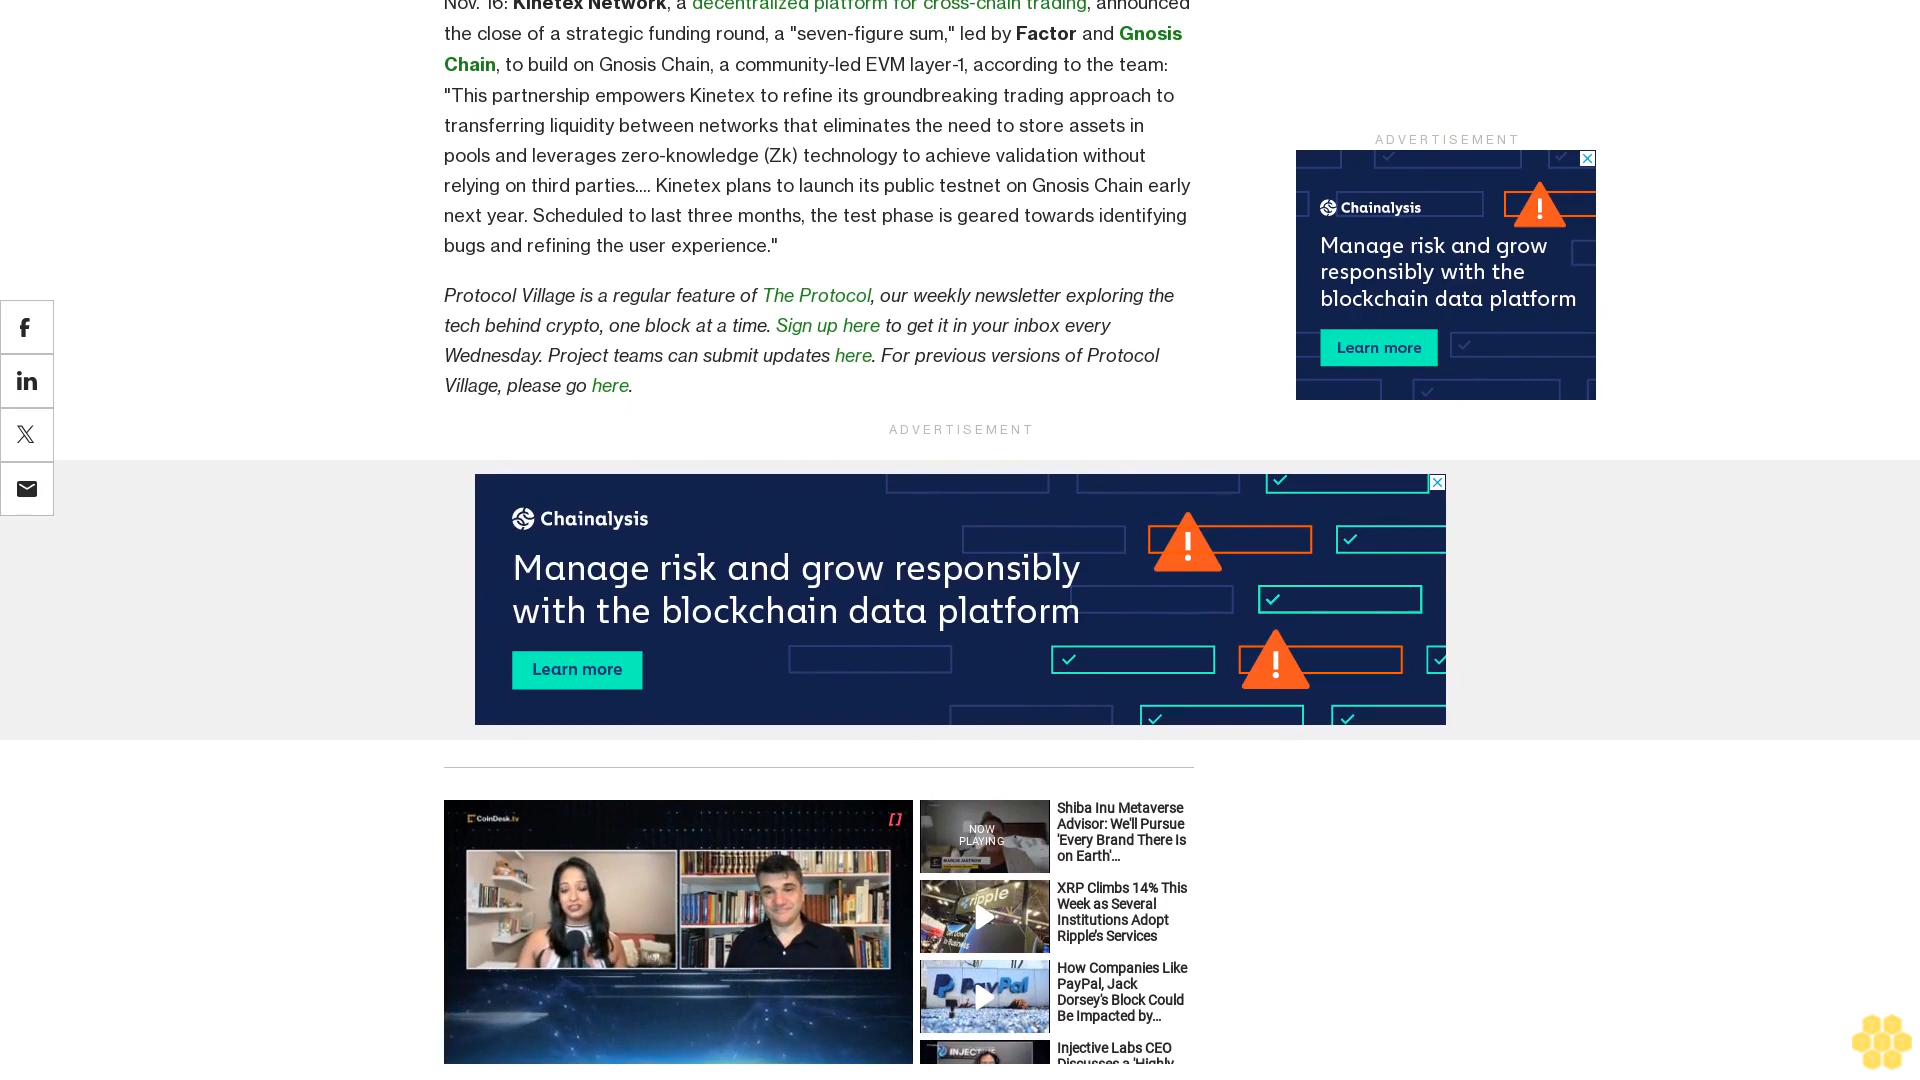 Nov. 16: Kinetex Network, a decentralized platform for cross-chain trading, announced
the close of a strategic funding round, a "seven-figure sum," led by Factor and Gnosis
Chain, to build on Gnosis Chain, a community-led EVM layer-1, according to the team:
"This partnership empowers Kinetex to refine its groundbreaking trading approach to
transferring liquidity between networks that eliminates the need to store assets in
pools and leverages zero-knowledge (Zk) technology to achieve validation without
relying on third parties.... Kinetex plans to launch its public testnet on Gnosis Chain early
next year. Scheduled to last three months, the test phase is geared towards identifying
bugs and refining the user experience."
Protocol Village is a regular feature of The Protocol, our weekly newsletter exploring the
tech behind crypto, one block at a time. Sign up here to get it in your inbox every
Wednesday. Project teams can submit updates here. For previous versions of Protocol
Village, please go here.
ADVERTISEMENT
Chainalysis
Manage risk and grow
responsibly with the
blockchain data platform
Learn more
ADVERTISEMENT
Chainalysis
Manage risk and grow responsibly
with the blockchain data platform
Learn more
CoinDesk.tv
NOW
PLAYING
Shiba Inu Metaverse
Advisor: We'll Pursue
'Every Brand There Is
on Earth'...
ripple
XRP Climbs 14% This
Week as Several
Institutions Adopt
Ripple's Services
PayPal
How Companies Like
PayPal, Jack
Dorsey's Block Could
Be Impacted by...
INJECTIVE
Injective Labs CEO
Discusses a 'Highly